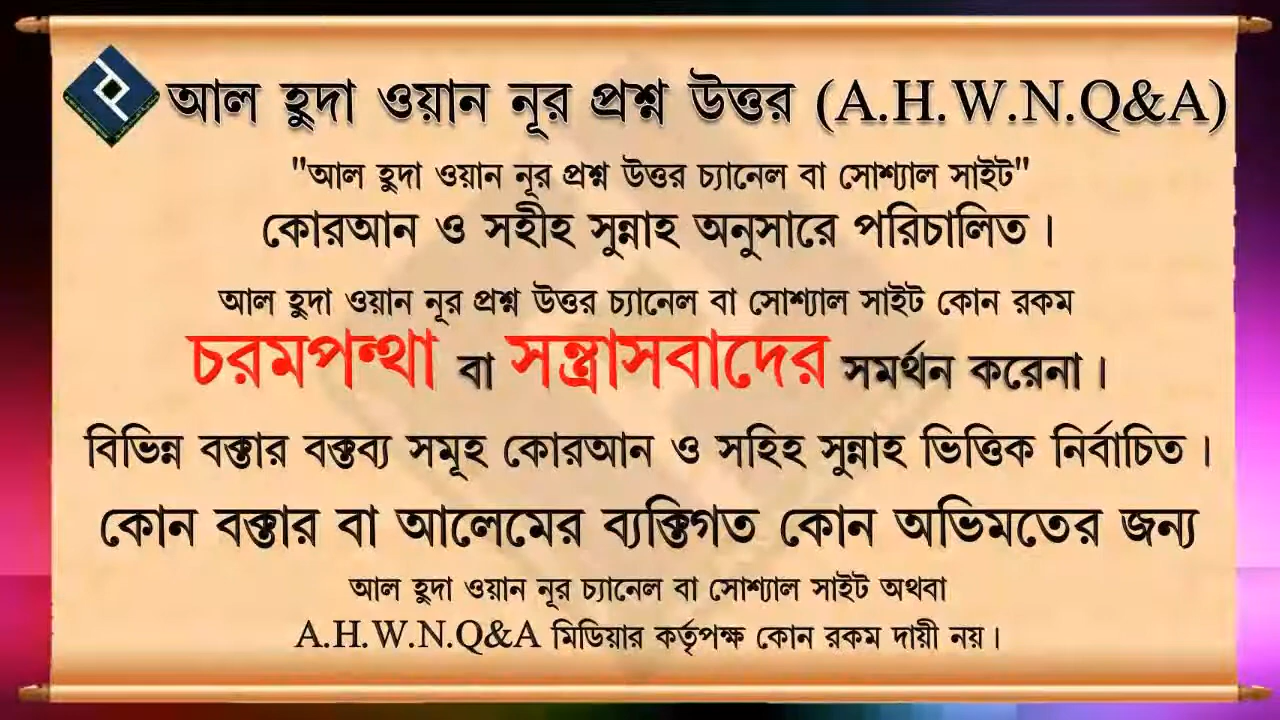 আল হুদা ওয়ান নূর প্রশ্ন উত্তর (A.H.W.N.Q&A)
"আল হুদা ওয়ান নূর প্রশ্ন উত্তর চ্যানেল বা সোশ্যাল সাইট"
কোরআন ও সহীহ সুন্নাহ অনুসারে পরিচালিত।
আল হুদা ওয়ান নূর প্রশ্ন উত্তর চ্যানেল বা সোশ্যাল সাইট কোন রকম
চরমপন্থা বা সন্ত্রাসবাদের সমর্থন করেনা।
বিভিন্ন বক্তার বক্তব্য সমূহ কোরআন ও সহিহ সুন্নাহ ভিত্তিক নির্বাচিত।
কোন বক্তার বা আলেমের ব্যক্তিগত কোন অভিমতের জন্য
আল হুদা ওয়ান নূর চ্যানেল বা সোশ্যাল সাইট অথবা
A.H.W.N.Q&A মিডিয়ার কর্তৃপক্ষ কোন রকম দায়ী নয়।